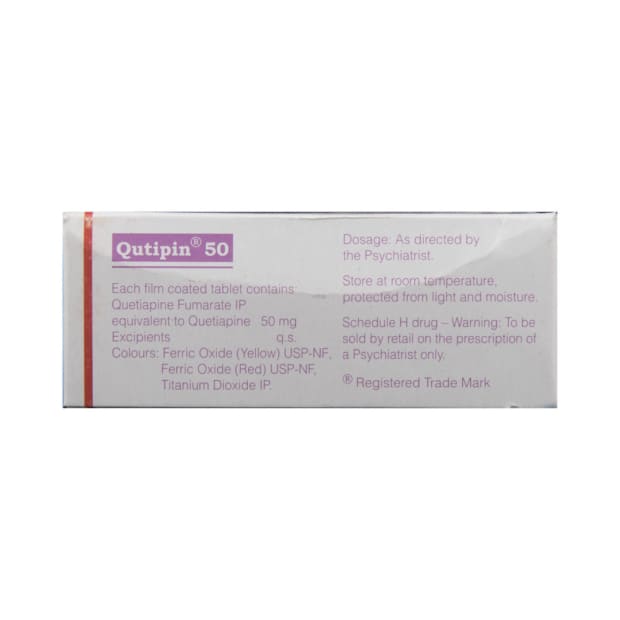 Qutipin® 50
Each film coated tablet contains:
Quetiapine Fumarate IP
equivalent to Quetiapine 50 mg
Excipients q.s.
Colours: Ferric Oxide (Yellow) USP-NF,
Ferric Oxide (Red) USP-NF,
Titanium Dioxide IP.
Dosage: As directed by
the Psychiatrist.
Store at room temperature,
protected from light and moisture.
Schedule H drug – Warning: To be
sold by retail on the prescription of
a Psychiatrist only.
® Registered Trade Mark